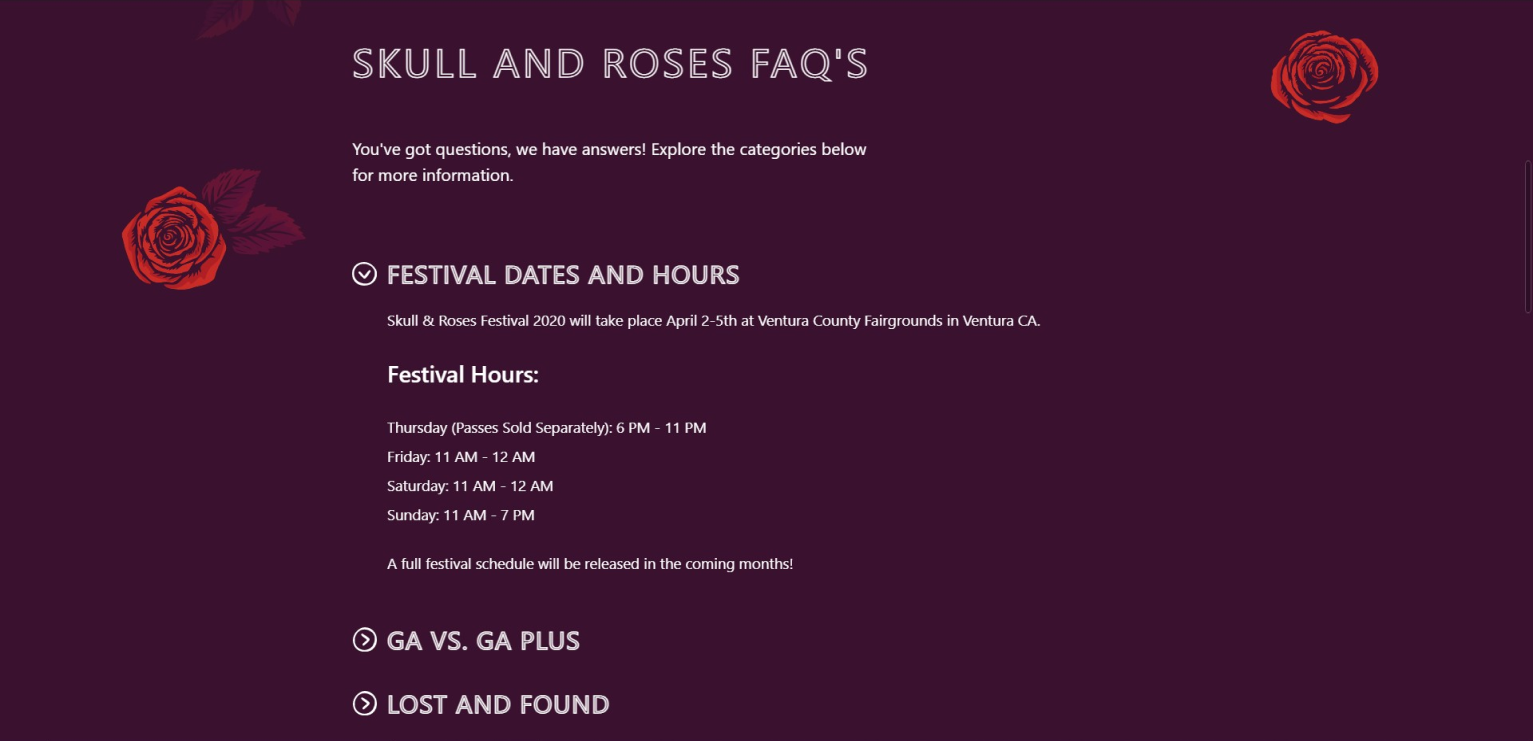 SKULL AND ROSES FAQ'S
You've got questions, we have answers! Explore the categories below
for more information.
FESTIVAL DATES AND HOURS
Skull & Roses Festival 2020 will take place April 2-5th at Ventura County Fairgrounds in Ventura CA.
Festival Hours:
Thursday (Passes Sold Separately): 6 PM - 11 PM
Friday: 11 AM - 12 AM
Saturday: 11 AM - 12 AM
Sunday: 11 AM - 7 PM
A full festival schedule will be released in the coming months!
GA VS. GA PLUS
LOST AND FOUND